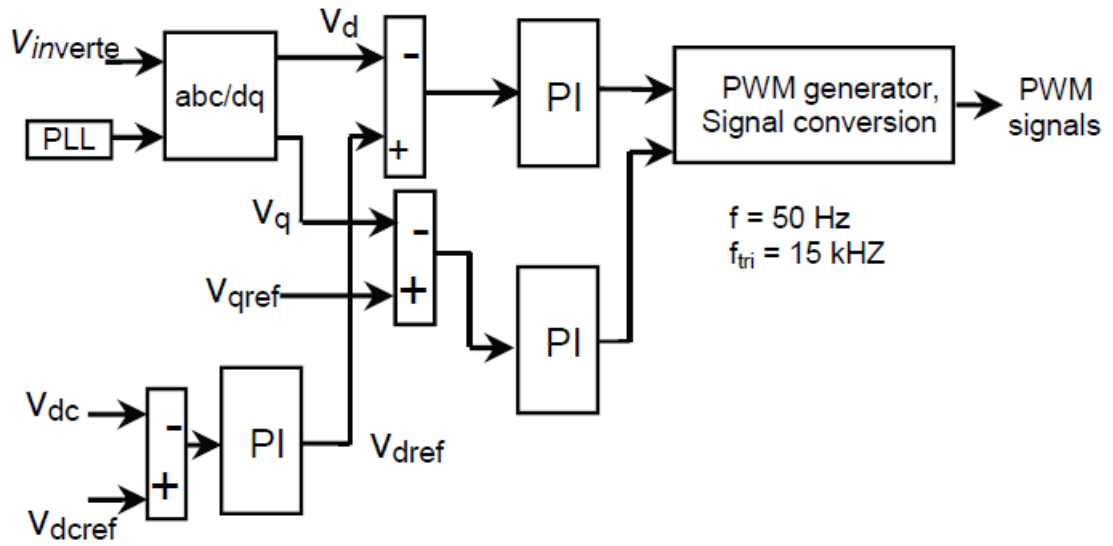 Vinverte
PLL
abc/dq
Vd
-
+
PI
PWM generator,
Signal conversion
PWM
signals
Vq
-
+
Vqref
PI
f = 50 Hz
ftri = 15 kHZ
Vdc
-
+
Vdcref
PI
Vdref